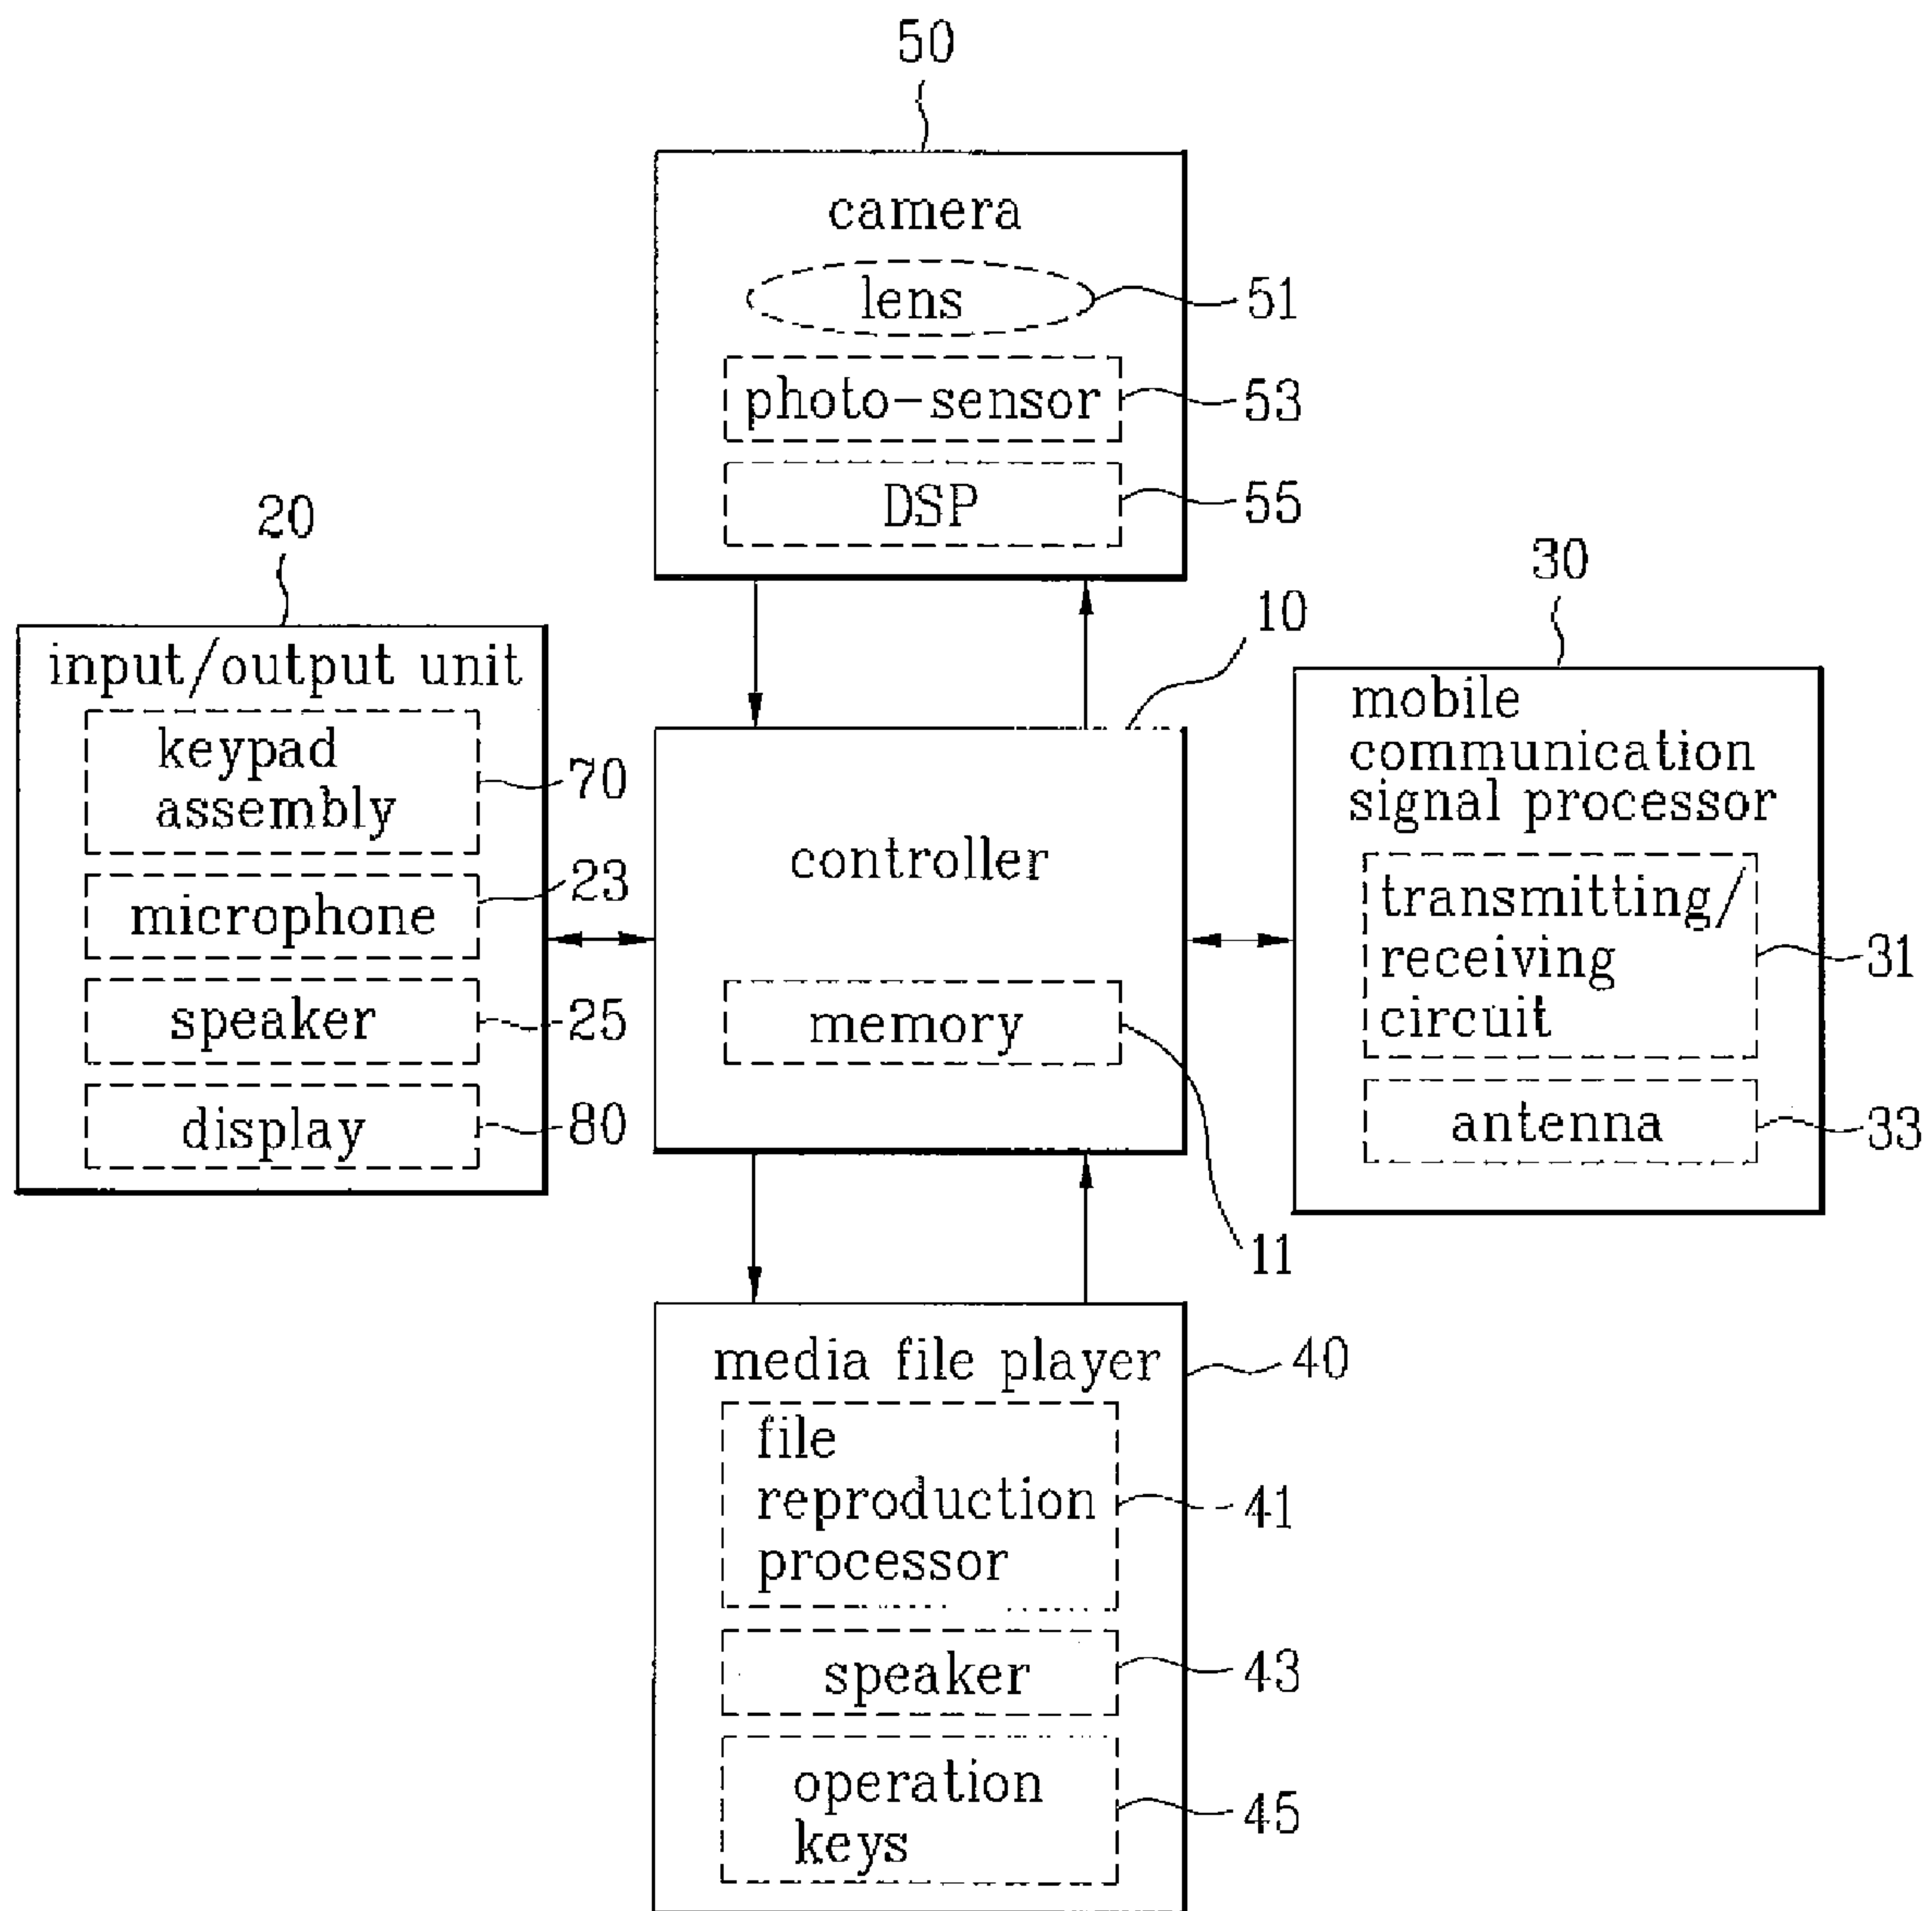 50
camera
lens
51
photo-sensor
53
DSP
55
20
input/output unit
keypad
assembly
70
microphone
23
speaker
25
display
80
10
controller
memory
11
30
mobile
communication
signal processor
transmitting/
receiving
circuit
31
antenna
33
media file player
40
file
reproduction
processor
41
speaker
43
operation
keys
45